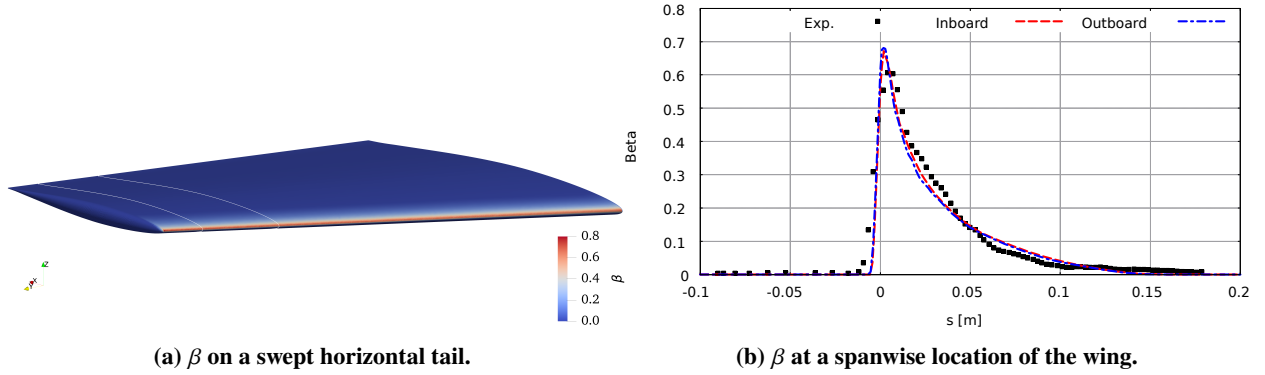 z
x
0.8
0.6
0.4
0.2
0.0
β
(a) β on a swept horizontal tail.
Exp.
Inboard
Outboard
0.8
0.7
0.6
0.5
0.4
0.3
0.2
0.1
0
Beta
-0.1
-0.05
0
0.05
0.1
0.15
0.2
s [m]
(b) β at a spanwise location of the wing.